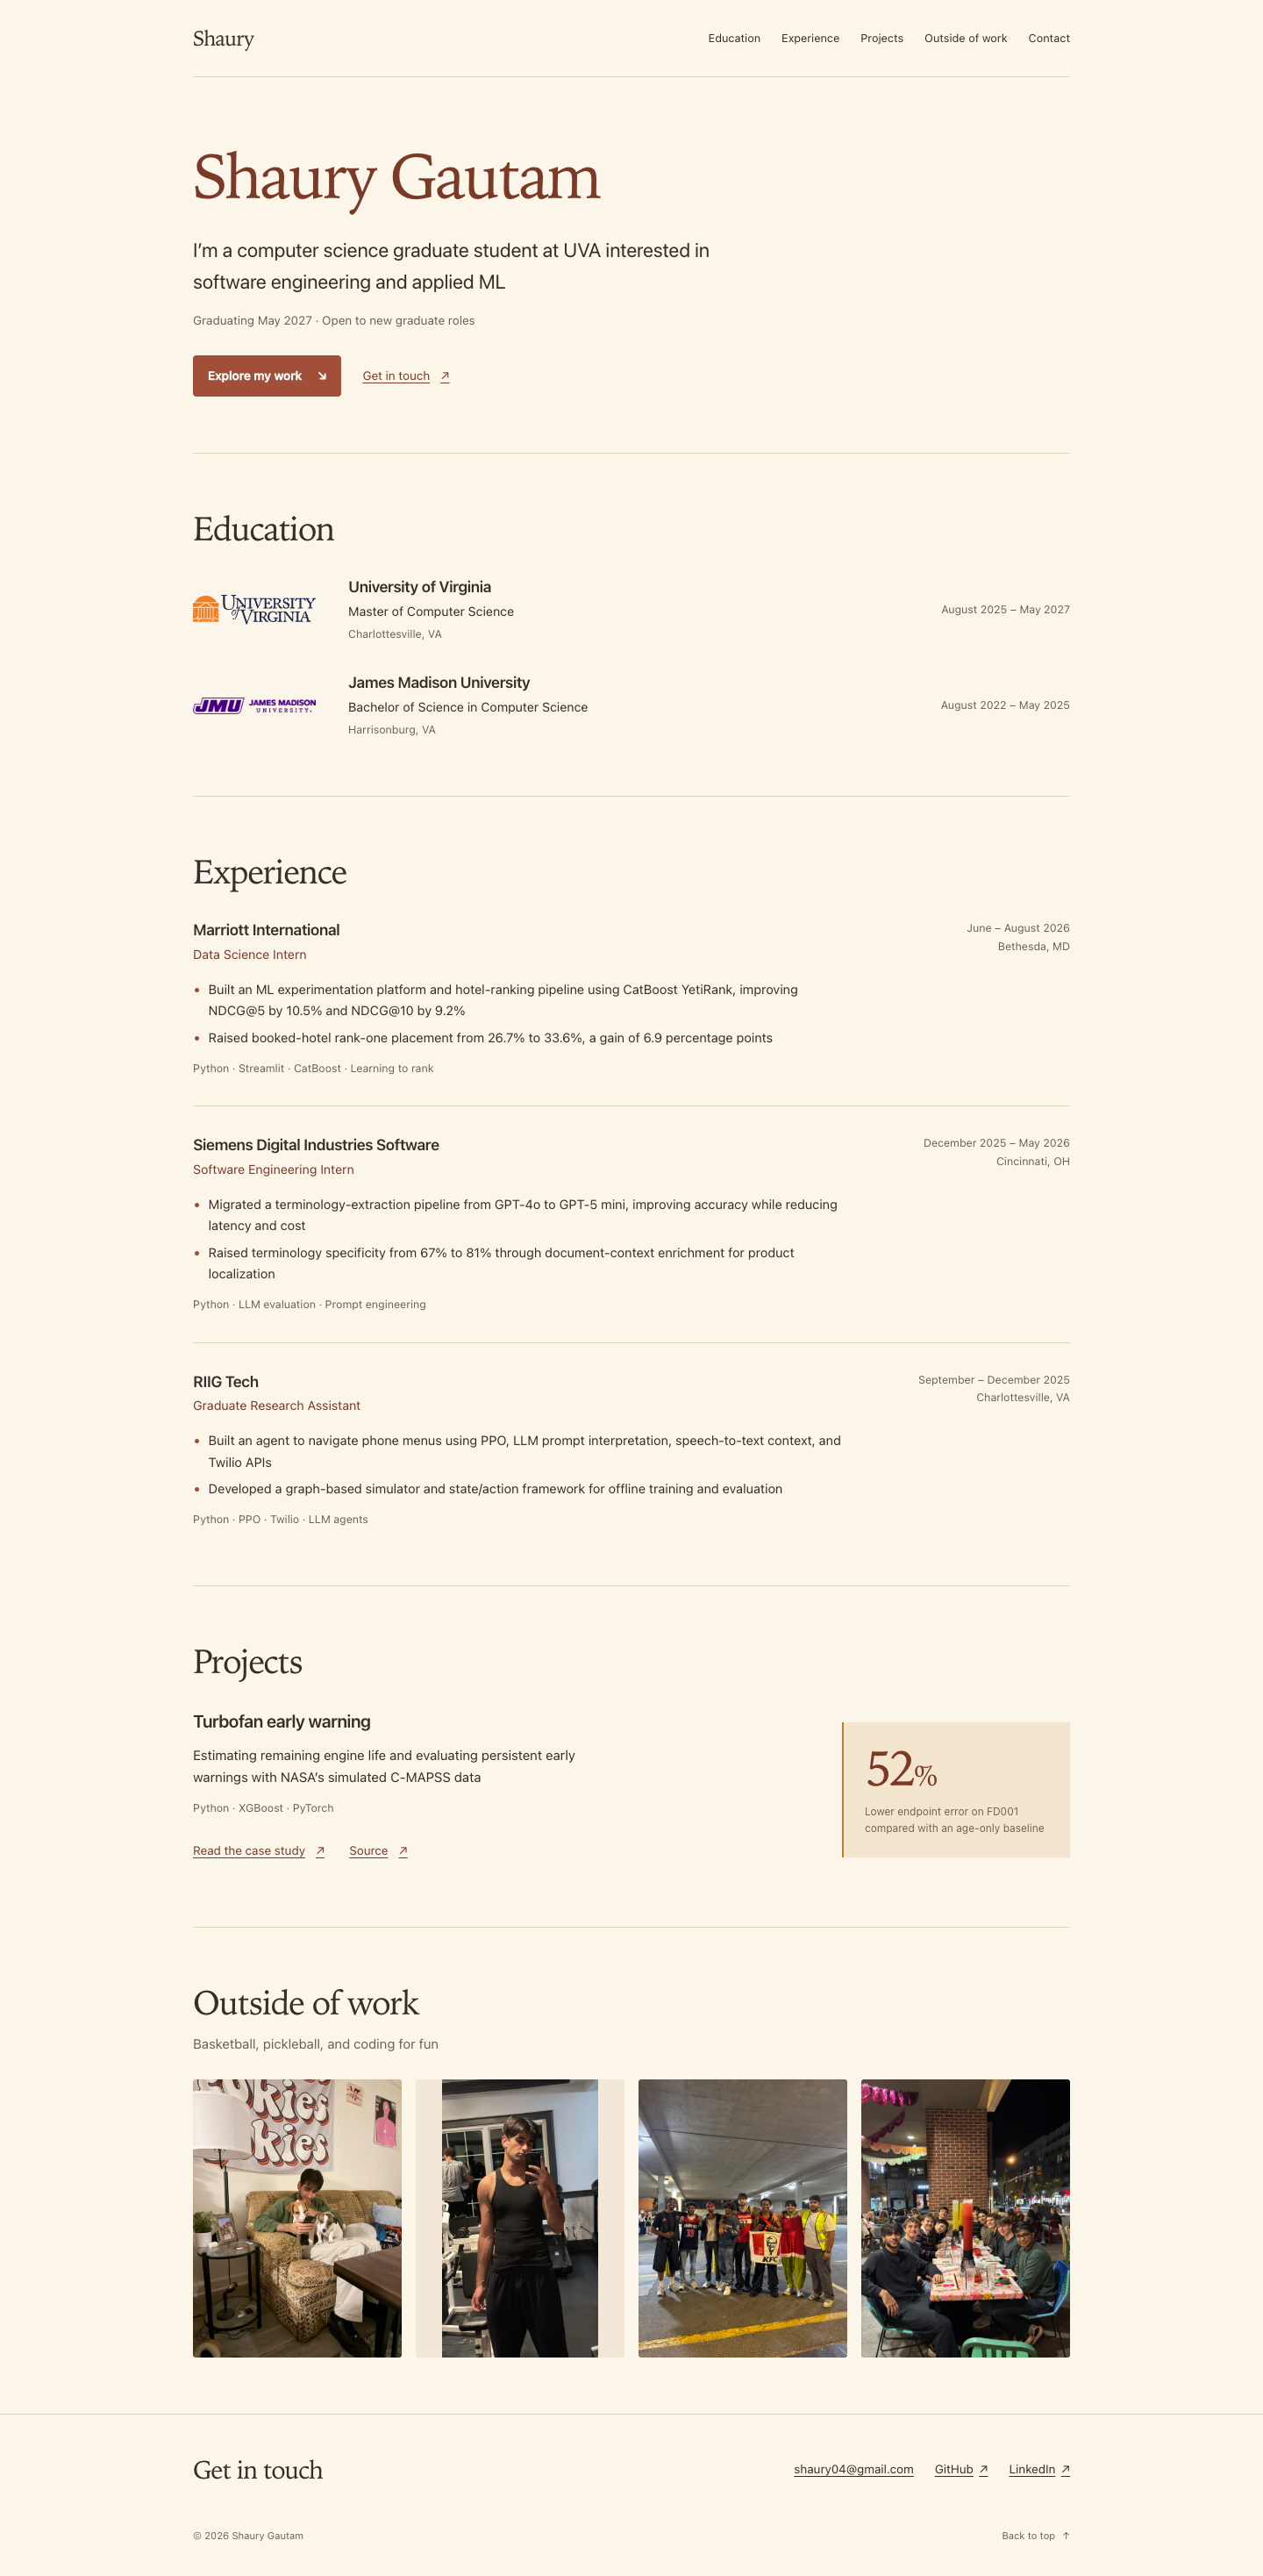 Shaury
Education Experience Projects Outside of work Contact
Shaury Gautam
I’m a computer science graduate student at UVA interested in
software engineering and applied ML
Graduating May 2027 · Open to new graduate roles
Explore my work ↘ Get in touch ↗
Education
UNIVERSITY of VIRGINIA
University of Virginia
Master of Computer Science
Charlottesville, VA
August 2025 – May 2027
JMU JAMES MADISON UNIVERSITY
James Madison University
Bachelor of Science in Computer Science
Harrisonburg, VA
August 2022 – May 2025
Experience
Marriott International
Data Science Intern
June – August 2026
Bethesda, MD
• Built an ML experimentation platform and hotel-ranking pipeline using CatBoost YetiRank, improving
NDCG@5 by 10.5% and NDCG@10 by 9.2%
• Raised booked-hotel rank-one placement from 26.7% to 33.6%, a gain of 6.9 percentage points
Python · Streamlit · CatBoost · Learning to rank
Siemens Digital Industries Software
Software Engineering Intern
December 2025 – May 2026
Cincinnati, OH
• Migrated a terminology-extraction pipeline from GPT-4o to GPT-5 mini, improving accuracy while reducing
latency and cost
• Raised terminology specificity from 67% to 81% through document-context enrichment for product
localization
Python · LLM evaluation · Prompt engineering
RIIG Tech
Graduate Research Assistant
September – December 2025
Charlottesville, VA
• Built an agent to navigate phone menus using PPO, LLM prompt interpretation, speech-to-text context, and
Twilio APIs
• Developed a graph-based simulator and state/action framework for offline training and evaluation
Python · PPO · Twilio · LLM agents
Projects
Turbofan early warning
Estimating remaining engine life and evaluating persistent early
warnings with NASA’s simulated C-MAPSS data
Python · XGBoost · PyTorch
Read the case study ↗ Source ↗
52%
Lower endpoint error on FD001
compared with an age-only baseline
Outside of work
Basketball, pickleball, and coding for fun
kies
kies
KFC
Get in touch
shaury04@gmail.com GitHub ↗ LinkedIn ↗
© 2026 Shaury Gautam
Back to top ↑